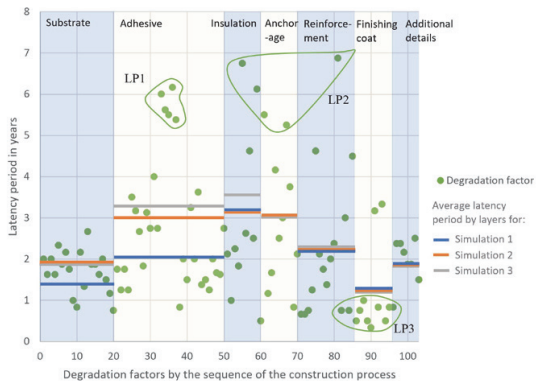 Substrate
Adhesive
Insulation
Anchor
-age
Reinforce-
ment
Finishing
coat
Additional
details
8
7
6
5
4
3
2
1
0
Latency period in years
LP1
LP2
LP3
0 10 20 30 40 50 60 70 80 90 100
Degradation factors by the sequence of the construction process
Degradation factor
Average latency
period by layers for:
Simulation 1
Simulation 2
Simulation 3